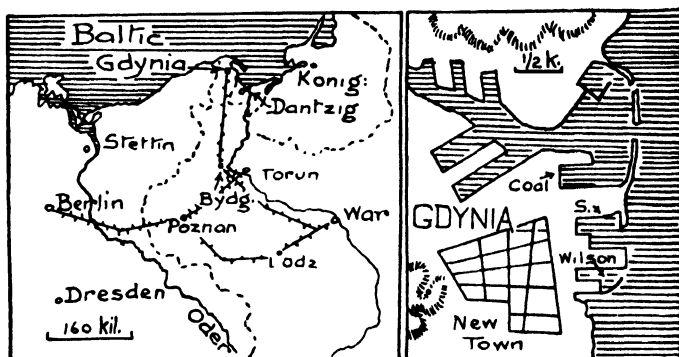 Baltic
Gdynia
Konig:
Dantzig
Stettin
Torun
Bydg
Berlin
Poznan
War
Lodz
Dresden
160 kil.
Oder
1/2 k.
Coal
GDYNIA
S.
Wilson
New
Town